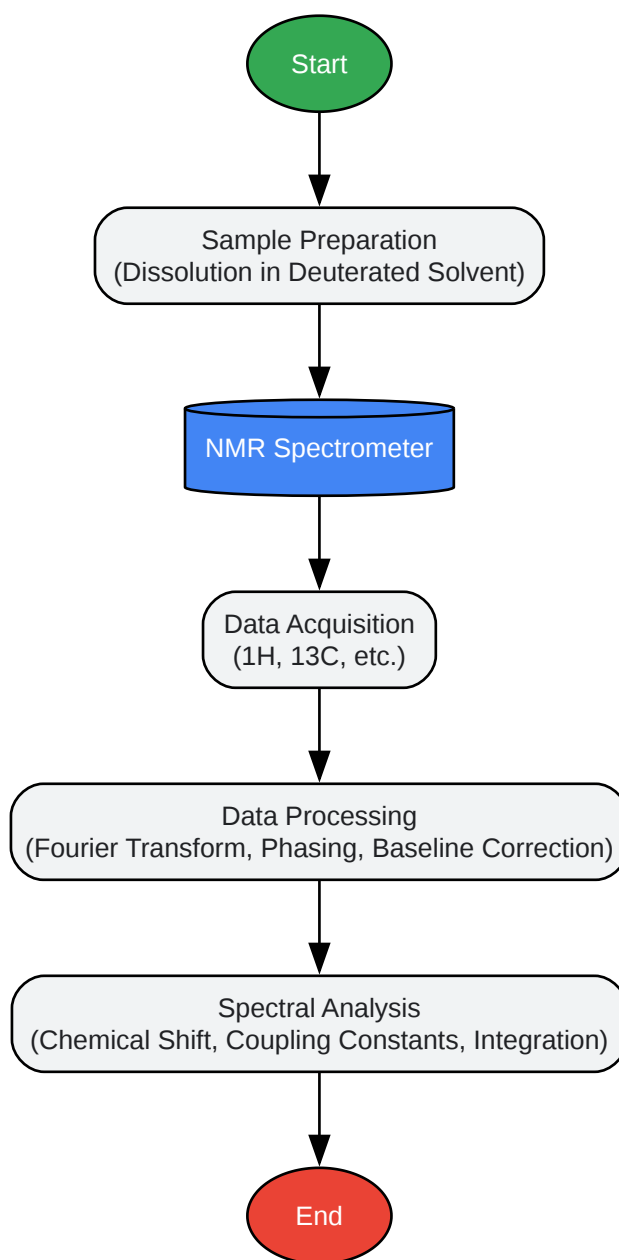 Start
Sample Preparation
(Dissolution in Deuterated Solvent)
NMR Spectrometer
Data Acquisition
(1H, 13C, etc.)
Data Processing
(Fourier Transform, Phasing, Baseline Correction)
Spectral Analysis
(Chemical Shift, Coupling Constants, Integration)
End